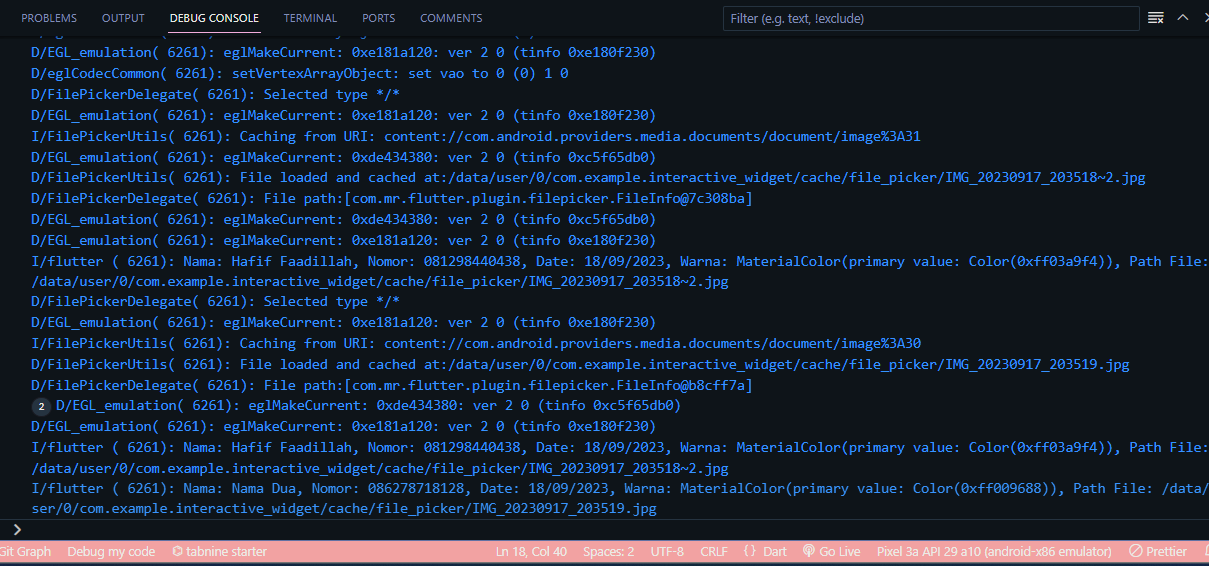 PROBLEMS OUTPUT DEBUG CONSOLE TERMINAL PORTS COMMENTS Filter (e.g. text, !exclude)
D/EGL_emulation( 6261): eglMakeCurrent: 0xe181a120: ver 2 0 (tinfo 0xe180f230)
D/eglCodecCommon( 6261): setVertexArrayObject: set vao to 0 (0) 1 0
D/FilePickerDelegate( 6261): Selected type */*
D/EGL_emulation( 6261): eglMakeCurrent: 0xe181a120: ver 2 0 (tinfo 0xe180f230)
I/FilePickerUtils( 6261): Caching from URI: content://com.android.providers.media.documents/document/image%3A31
D/EGL_emulation( 6261): eglMakeCurrent: 0xde434380: ver 2 0 (tinfo 0xc5f65db0)
D/FilePickerUtils( 6261): File loaded and cached at:/data/user/0/com.example.interactive_widget/cache/file_picker/IMG_20230917_203518~2.jpg
D/FilePickerDelegate( 6261): File path:[com.mr.flutter.plugin.filepicker.FileInfo@7c308ba]
D/EGL_emulation( 6261): eglMakeCurrent: 0xde434380: ver 2 0 (tinfo 0xc5f65db0)
D/EGL_emulation( 6261): eglMakeCurrent: 0xe181a120: ver 2 0 (tinfo 0xe180f230)
I/flutter ( 6261): Nama: Hafif Faadillah, Nomor: 081298440438, Date: 18/09/2023, Warna: MaterialColor(primary value: Color(0xff03a9f4)), Path File:
/data/user/0/com.example.interactive_widget/cache/file_picker/IMG_20230917_203518~2.jpg
D/FilePickerDelegate( 6261): Selected type */*
D/EGL_emulation( 6261): eglMakeCurrent: 0xe181a120: ver 2 0 (tinfo 0xe180f230)
I/FilePickerUtils( 6261): Caching from URI: content://com.android.providers.media.documents/document/image%3A30
D/FilePickerUtils( 6261): File loaded and cached at:/data/user/0/com.example.interactive_widget/cache/file_picker/IMG_20230917_203519.jpg
D/FilePickerDelegate( 6261): File path:[com.mr.flutter.plugin.filepicker.FileInfo@b8cff7a]
2 D/EGL_emulation( 6261): eglMakeCurrent: 0xde434380: ver 2 0 (tinfo 0xc5f65db0)
D/EGL_emulation( 6261): eglMakeCurrent: 0xe181a120: ver 2 0 (tinfo 0xe180f230)
I/flutter ( 6261): Nama: Hafif Faadillah, Nomor: 081298440438, Date: 18/09/2023, Warna: MaterialColor(primary value: Color(0xff03a9f4)), Path File:
/data/user/0/com.example.interactive_widget/cache/file_picker/IMG_20230917_203518~2.jpg
I/flutter ( 6261): Nama: Nama Dua, Nomor: 086278718128, Date: 18/09/2023, Warna: MaterialColor(primary value: Color(0xff009688)), Path File: /data/
ser/0/com.example.interactive_widget/cache/file_picker/IMG_20230917_203519.jpg
Git Graph Debug my code tabnine starter Ln 18, Col 40 Spaces: 2 UTF-8 CRLF {} Dart Go Live Pixel 3a API 29 a10 (android-x86 emulator) Prettier